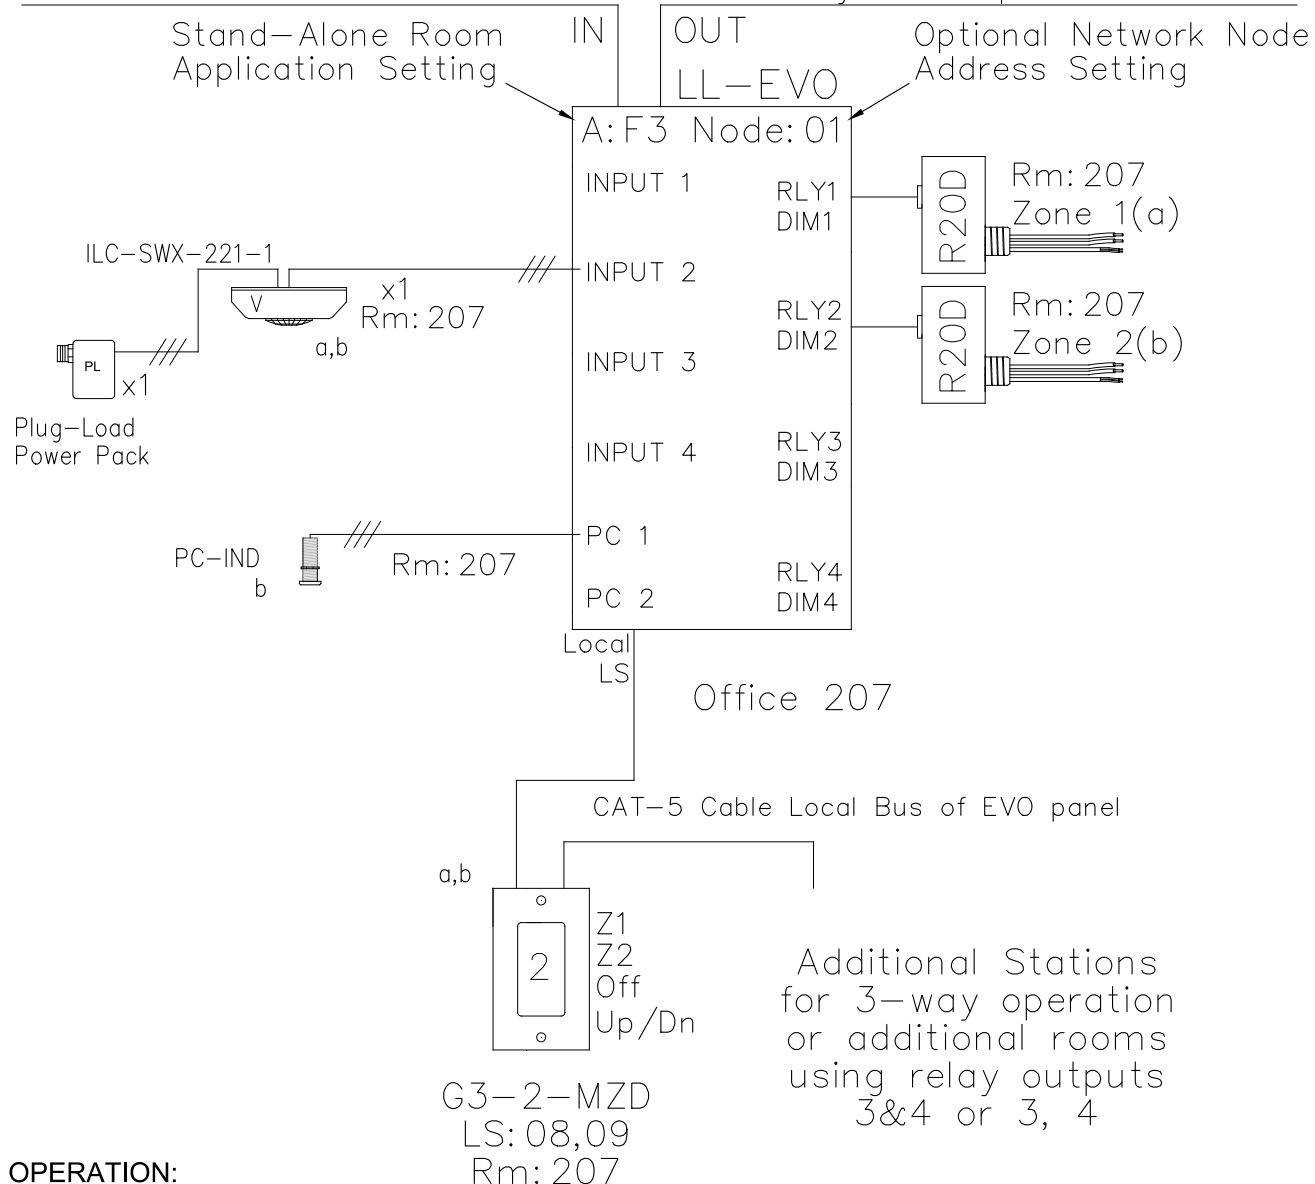 IN
OUT
Stand-Alone Room
Application Setting
Optional Network Node
Address Setting
LL-EVO
A:F3 Node:01
INPUT 1
RLY1
DIM1
R20D
Rm:207
Zone 1(a)
ILC-SWX-221-1
INPUT 2
V
x1
Rm:207
a,b
RLY2
DIM2
R20D
Rm:207
Zone 2(b)
INPUT 3
PL
x1
Plug-Load
Power Pack
INPUT 4
RLY3
DIM3
PC 1
PC-IND
b
Rm:207
PC 2
RLY4
DIM4
Local
LS
Office 207
CAT-5 Cable Local Bus of EVO panel
a,b
2
Z1
Z2
Off
Up/Dn
Additional Stations
for 3-way operation
or additional rooms
using relay outputs
3&4 or 3, 4
G3-2-MZD
LS:08,09
Rm:207
OPERATION: